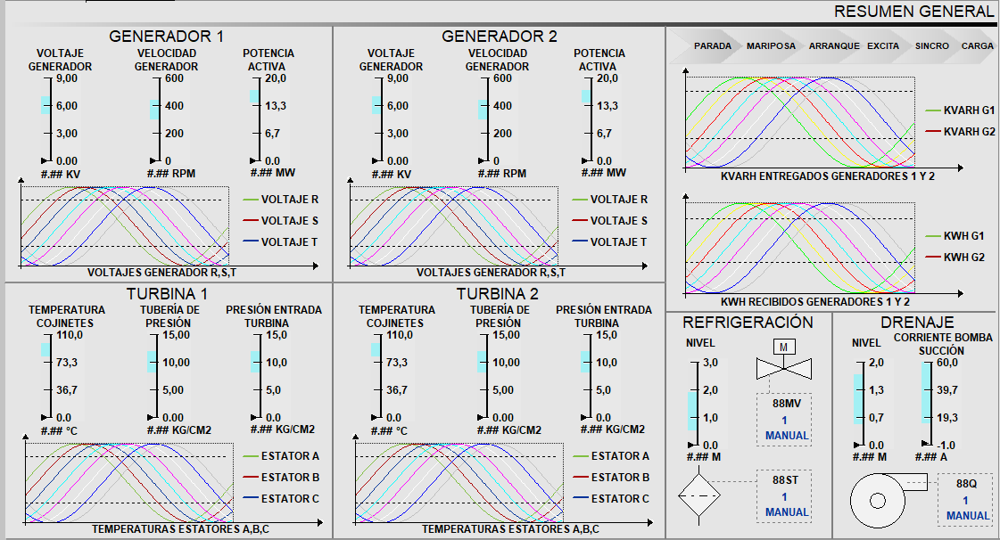 RESUMEN GENERAL
GENERADOR 1
VOLTAJE
GENERADOR
VELOCIDAD
GENERADOR
POTENCIA
ACTIVA
9,00
6,00
3,00
0.00
#.## KV
600
400
200
0
#.## RPM
20,0
13,3
6,7
0.0
#.## MW
VOLTAJE R
VOLTAJE S
VOLTAJE T
VOLTAJES GENERADOR R,S,T
GENERADOR 2
VOLTAJE
GENERADOR
VELOCIDAD
GENERADOR
POTENCIA
ACTIVA
9,00
6,00
3,00
0.00
#.## KV
600
400
200
0
#.## RPM
20,0
13,3
6,7
0.0
#.## MW
VOLTAJE R
VOLTAJE S
VOLTAJE T
VOLTAJES GENERADOR R,S,T
PARADA
MARIPOSA
ARRANQUE
EXCITA
SINCRO
CARGA
KVARH G1
KVARH G2
KVARH ENTREGADOS GENERADORES 1 Y 2
KWH G1
KWH G2
KWH RECIBIDOS GENERADORES 1 Y 2
TURBINA 1
TEMPERATURA
COJINETES
TUBERÍA DE
PRESIÓN
PRESIÓN ENTRADA
TURBINA
110,0
73,3
36,7
0.0
#.## °C
15,00
10,00
5,00
0.00
#.## KG/CM2
15,0
10,0
5,0
0.0
#.## KG/CM2
ESTATOR A
ESTATOR B
ESTATOR C
TEMPERATURAS ESTATORES A,B,C
TURBINA 2
TEMPERATURA
COJINETES
TUBERÍA DE
PRESIÓN
PRESIÓN ENTRADA
TURBINA
110,0
73,3
36,7
0.0
#.## °C
15,00
10,00
5,00
0.00
#.## KG/CM2
15,0
10,0
5,0
0.0
#.## KG/CM2
ESTATOR A
ESTATOR B
ESTATOR C
TEMPERATURAS ESTATORES A,B,C
REFRIGERACIÓN
NIVEL
3,0
2,0
1,0
0.0
#.## M
M
88MV
1
MANUAL
88ST
1
MANUAL
DRENAJE
NIVEL
CORRIENTE BOMBA
SUCCIÓN
2,0
1,3
0,7
0.0
#.## M
60,0
39,7
19,3
-1.0
#.## A
88Q
1
MANUAL